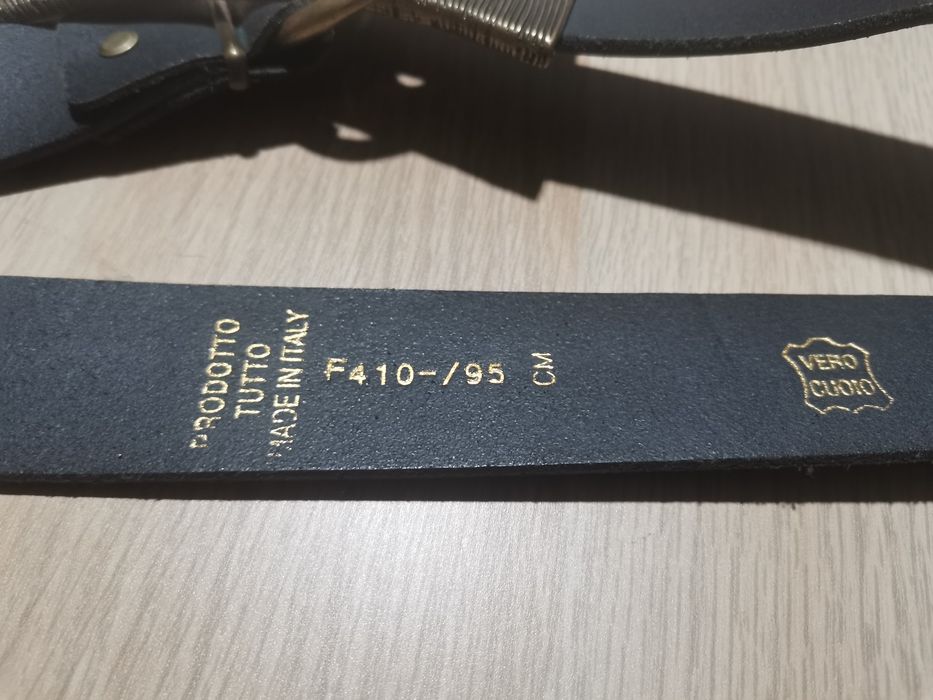 PRODOTTO
TUTTO
MADE IN ITALY
F410-/95 CM
VERO
CUOIO